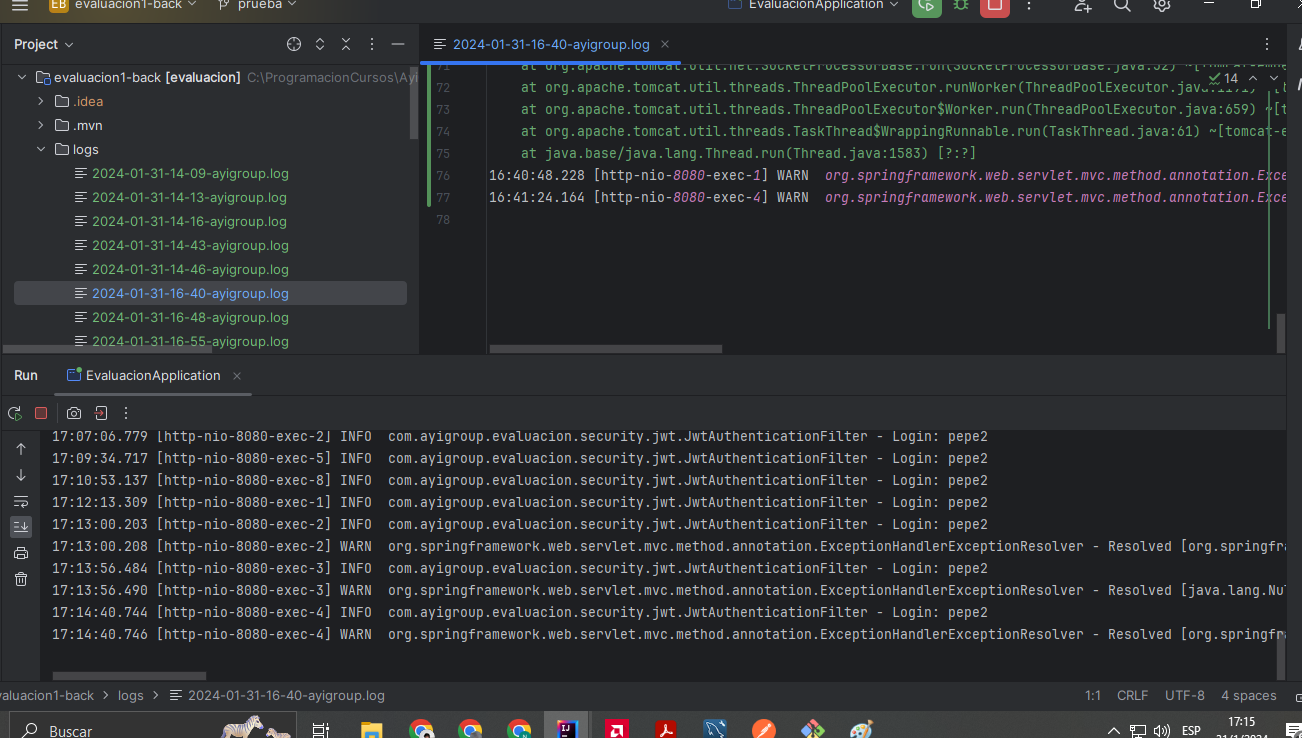 EB evaluacion1-back prueba EvaluacionApplication
Project
2024-01-31-16-40-ayigroup.log
evaluacion1-back [evaluacion] C:\ProgramacionCursos\Ayi
.idea
.mvn
logs
2024-01-31-14-09-ayigroup.log
2024-01-31-14-13-ayigroup.log
2024-01-31-14-16-ayigroup.log
2024-01-31-14-43-ayigroup.log
2024-01-31-14-46-ayigroup.log
2024-01-31-16-40-ayigroup.log
2024-01-31-16-48-ayigroup.log
2024-01-31-16-55-ayigroup.log
14
71 at org.apache.tomcat.util.net.SocketProcessorBase.run(SocketProcessorBase.java:52) ~[tomcat-embe
72 at org.apache.tomcat.util.threads.ThreadPoolExecutor.runWorker(ThreadPoolExecutor.java:1191) ~[t
73 at org.apache.tomcat.util.threads.ThreadPoolExecutor$Worker.run(ThreadPoolExecutor.java:659) ~[t
74 at org.apache.tomcat.util.threads.TaskThread$WrappingRunnable.run(TaskThread.java:61) ~[tomcat-e
75 at java.base/java.lang.Thread.run(Thread.java:1583) [?:?]
76 16:40:48.228 [http-nio-8080-exec-1] WARN org.springframework.web.servlet.mvc.method.annotation.Exce
77 16:41:24.164 [http-nio-8080-exec-4] WARN org.springframework.web.servlet.mvc.method.annotation.Exce
78
Run EvaluacionApplication
17:07:06.779 [http-nio-8080-exec-2] INFO com.ayigroup.evaluacion.security.jwt.JwtAuthenticationFilter - Login: pepe2
17:09:34.717 [http-nio-8080-exec-5] INFO com.ayigroup.evaluacion.security.jwt.JwtAuthenticationFilter - Login: pepe2
17:10:53.137 [http-nio-8080-exec-8] INFO com.ayigroup.evaluacion.security.jwt.JwtAuthenticationFilter - Login: pepe2
17:12:13.309 [http-nio-8080-exec-1] INFO com.ayigroup.evaluacion.security.jwt.JwtAuthenticationFilter - Login: pepe2
17:13:00.203 [http-nio-8080-exec-2] INFO com.ayigroup.evaluacion.security.jwt.JwtAuthenticationFilter - Login: pepe2
17:13:00.208 [http-nio-8080-exec-2] WARN org.springframework.web.servlet.mvc.method.annotation.ExceptionHandlerExceptionResolver - Resolved [org.springfra
17:13:56.484 [http-nio-8080-exec-3] INFO com.ayigroup.evaluacion.security.jwt.JwtAuthenticationFilter - Login: pepe2
17:13:56.490 [http-nio-8080-exec-3] WARN org.springframework.web.servlet.mvc.method.annotation.ExceptionHandlerExceptionResolver - Resolved [java.lang.Nu
17:14:40.744 [http-nio-8080-exec-4] INFO com.ayigroup.evaluacion.security.jwt.JwtAuthenticationFilter - Login: pepe2
17:14:40.746 [http-nio-8080-exec-4] WARN org.springframework.web.servlet.mvc.method.annotation.ExceptionHandlerExceptionResolver - Resolved [org.springfra
valuacion1-back > logs > 2024-01-31-16-40-ayigroup.log 1:1 CRLF UTF-8 4 spaces
Buscar ESP 17:15
31/1/2024